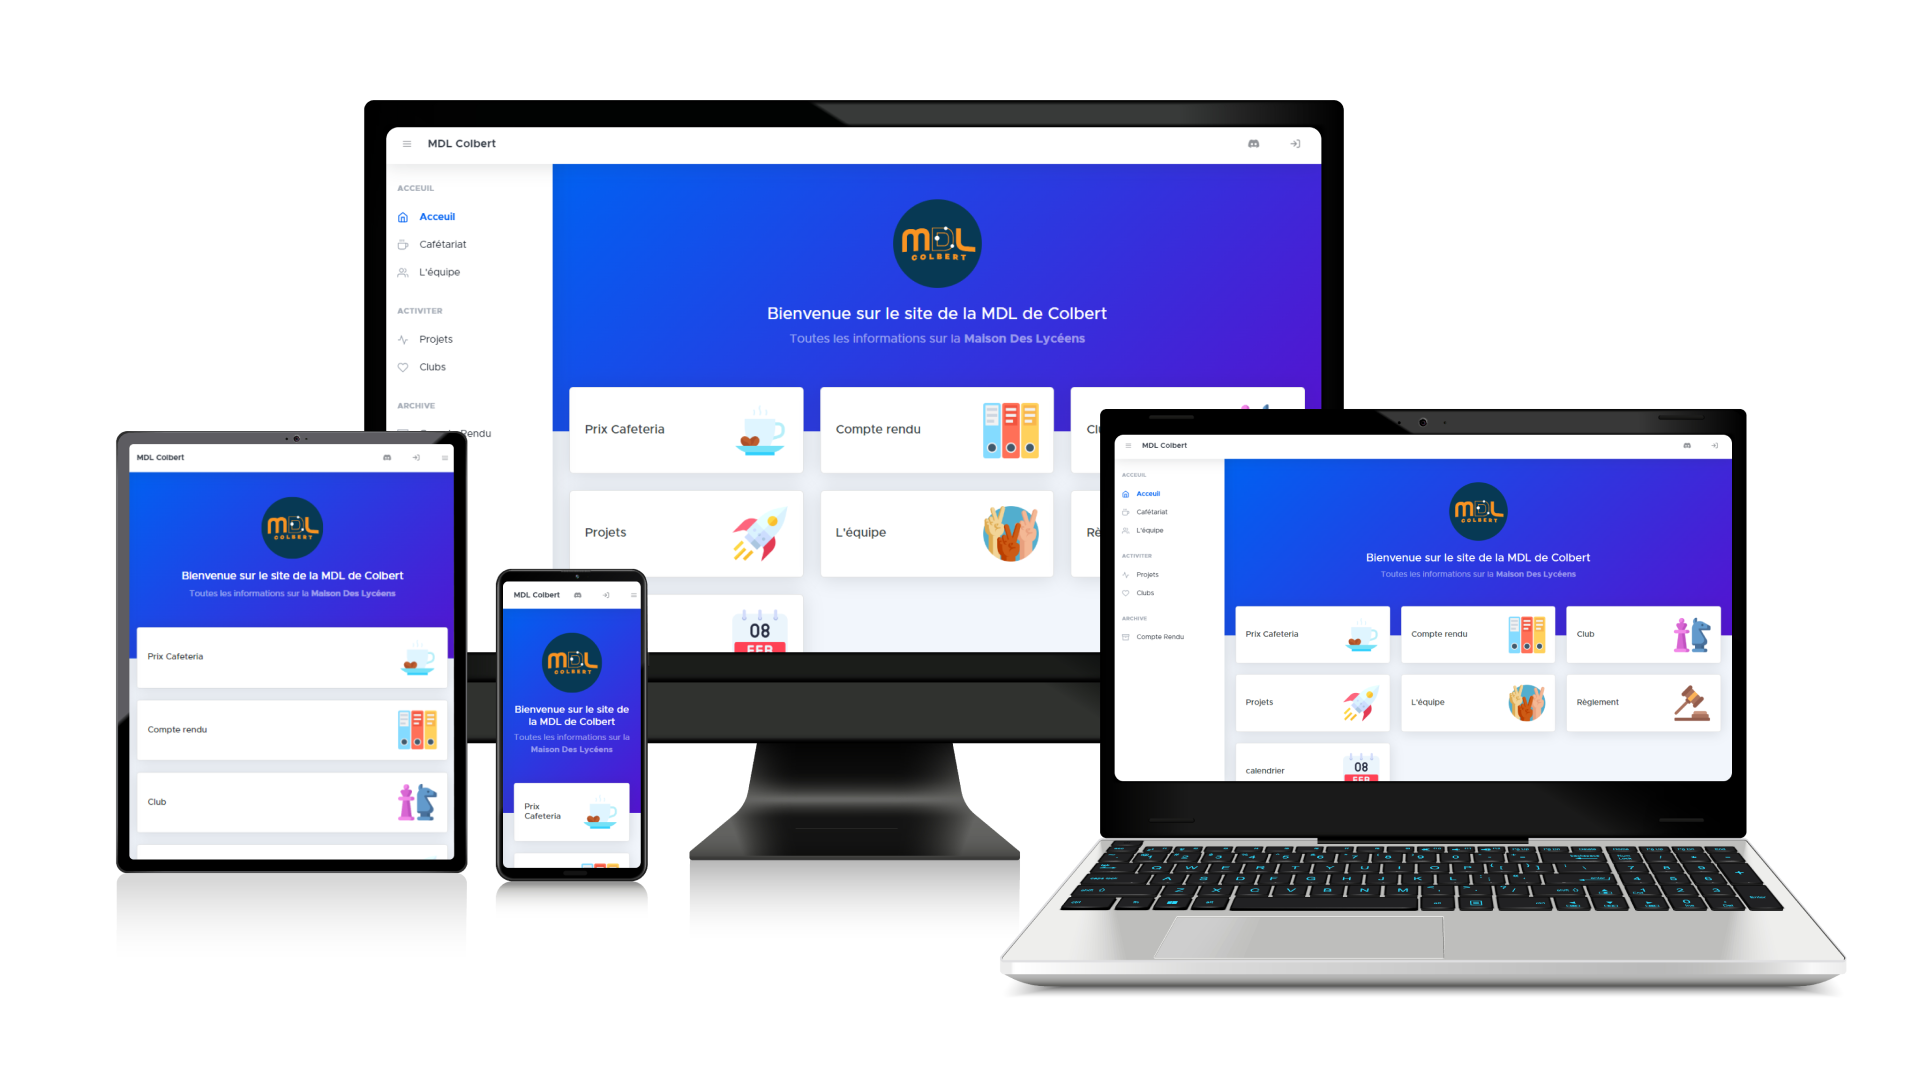 MDL Colbert
ACCEUIL
Acceuil
Cafétariat
L'équipe
ACTIVITER
Projets
Clubs
ARCHIVE
Rendu
MDL
COLBERT
Bienvenue sur le site de la MDL de Colbert
Toutes les informations sur la Maison Des Lycéens
Prix Cafeteria
Compte rendu
Projets
L'équipe
08
FEB
MDL Colbert
MDL
COLBERT
Bienvenue sur le site de la MDL de Colbert
Toutes les informations sur la Maison Des Lycéens
Prix Cafeteria
Compte rendu
Club
MDL Colbert
MDL
COLBERT
Bienvenue sur le site de
la MDL de Colbert
Toutes les informations sur la
Maison Des Lycéens
Prix
Cafeteria
MDL Colbert
ACCEUIL
Acceuil
Cafétariat
L'équipe
ACTIVITER
Projets
Clubs
ARCHIVE
Compte Rendu
MDL
COLBERT
Bienvenue sur le site de la MDL de Colbert
Toutes les informations sur la Maison Des Lycéens
Prix Cafeteria
Compte rendu
Club
Projets
L'équipe
Règlement
calendrier
08
FEB